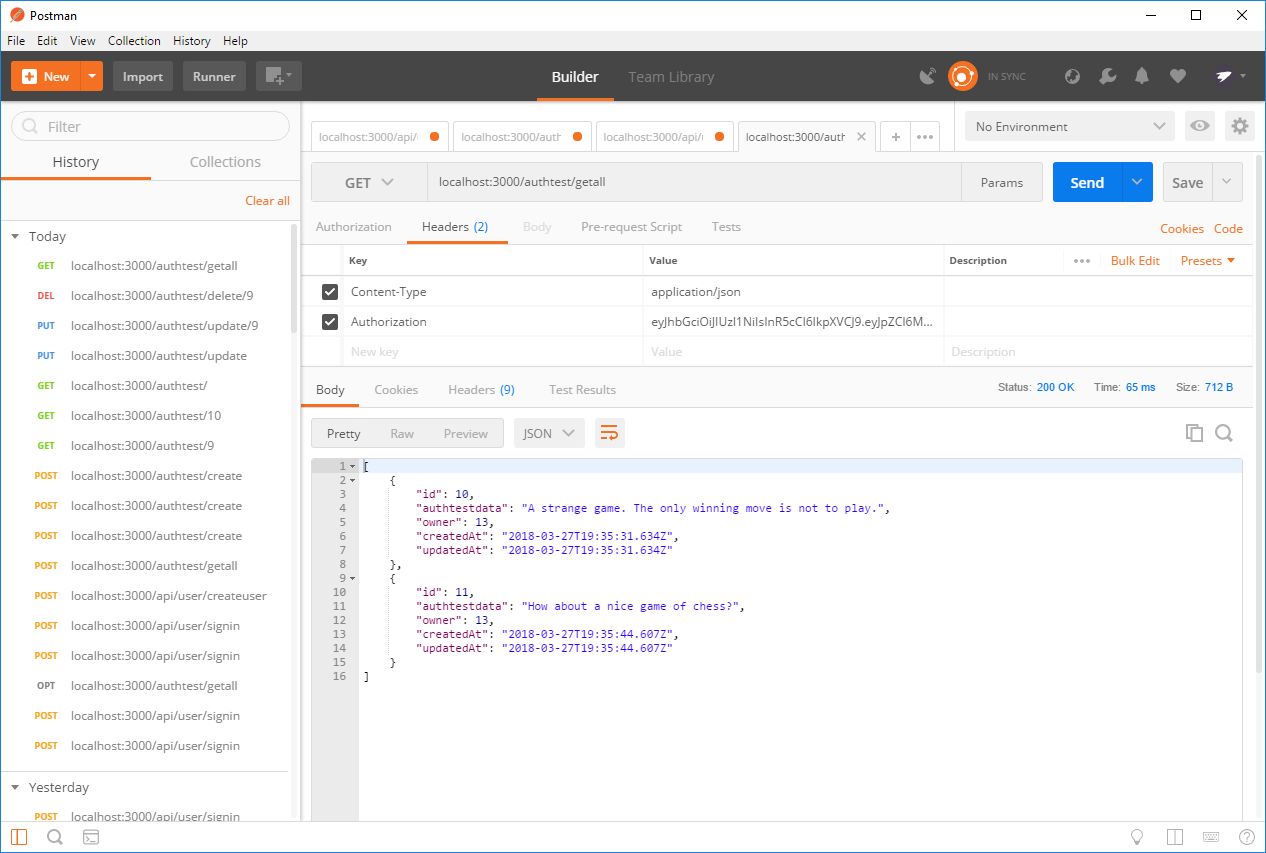 Postman
File Edit View Collection History Help
New Import Runner Builder Team Library IN SYNC
Filter
History Collections
Clear all
Today
GET localhost:3000/authtest/getall
DEL localhost:3000/authtest/delete/9
PUT localhost:3000/authtest/update/9
PUT localhost:3000/authtest/update
GET localhost:3000/authtest/
GET localhost:3000/authtest/10
GET localhost:3000/authtest/9
POST localhost:3000/authtest/create
POST localhost:3000/authtest/create
POST localhost:3000/authtest/create
POST localhost:3000/authtest/getall
POST localhost:3000/api/user/createuser
POST localhost:3000/api/user/signin
POST localhost:3000/api/user/signin
OPT localhost:3000/authtest/getall
POST localhost:3000/api/user/signin
POST localhost:3000/api/user/signin
Yesterday
POST localhost:3000/api/user/signin
localhost:3000/api/ localhost:3000/auth localhost:3000/api/ localhost:3000/auth No Environment
GET localhost:3000/authtest/getall Params Send Save
Authorization Headers (2) Body Pre-request Script Tests Cookies Code
Key Value Description Bulk Edit Presets
Content-Type application/json
Authorization eyJhbGciOiJIUzI1NiIsInR5cCI6IkpXVCJ9.eyJpZCI6M...
New key Value Description
Body Cookies Headers (9) Test Results Status: 200 OK Time: 65 ms Size: 712 B
Pretty Raw Preview JSON
1 [
2 {
3 "id": 10,
4 "authtestdata": "A strange game. The only winning move is not to play.",
5 "owner": 13,
6 "createdAt": "2018-03-27T19:35:31.634Z",
7 "updatedAt": "2018-03-27T19:35:31.634Z"
8 },
9 {
10 "id": 11,
11 "authtestdata": "How about a nice game of chess?",
12 "owner": 13,
13 "createdAt": "2018-03-27T19:35:44.607Z",
14 "updatedAt": "2018-03-27T19:35:44.607Z"
15 }
16 ]